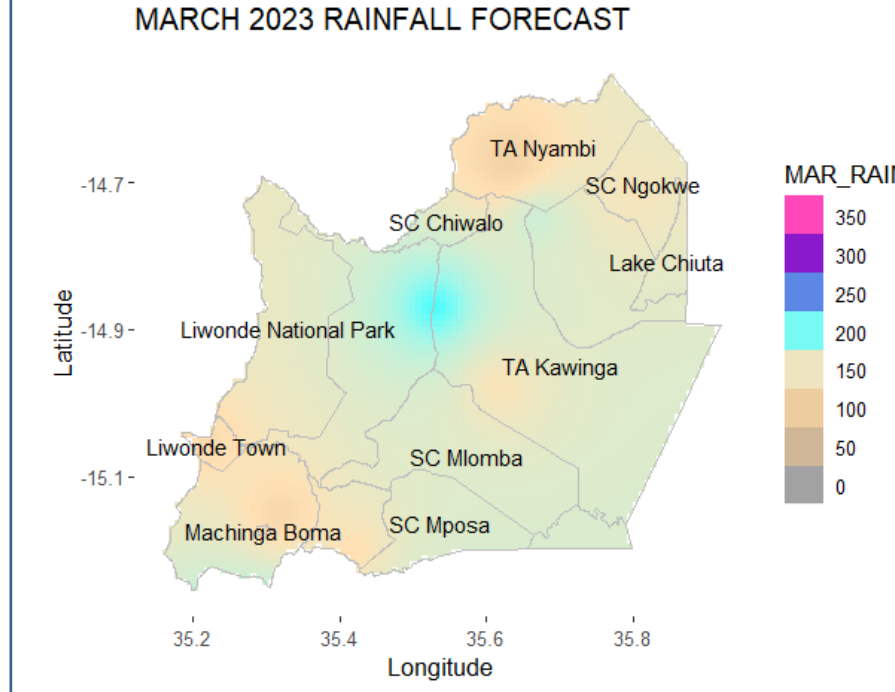 MARCH 2023 RAINFALL FORECAST
TA Nyambi
-14.7
SC Ngokwe
MAR_RAIN
350
SC Chiwalo
300
Lake Chiuta
250
Latitude
-14.9
Liwonde National Park
200
TA Kawinga
150
100
Liwonde Town
SC Mlomba
50
-15.1
0
Machinga Boma
SC Mposa
35.2
35.4
35.6
35.8
Longitude